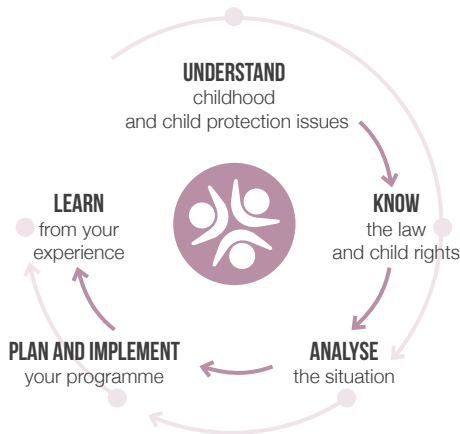 UNDERSTAND
childhood
and child protection issues
KNOW
the law
and child rights
ANALYSE
the situation
PLAN AND IMPLEMENT
your programme
LEARN
from your
experience